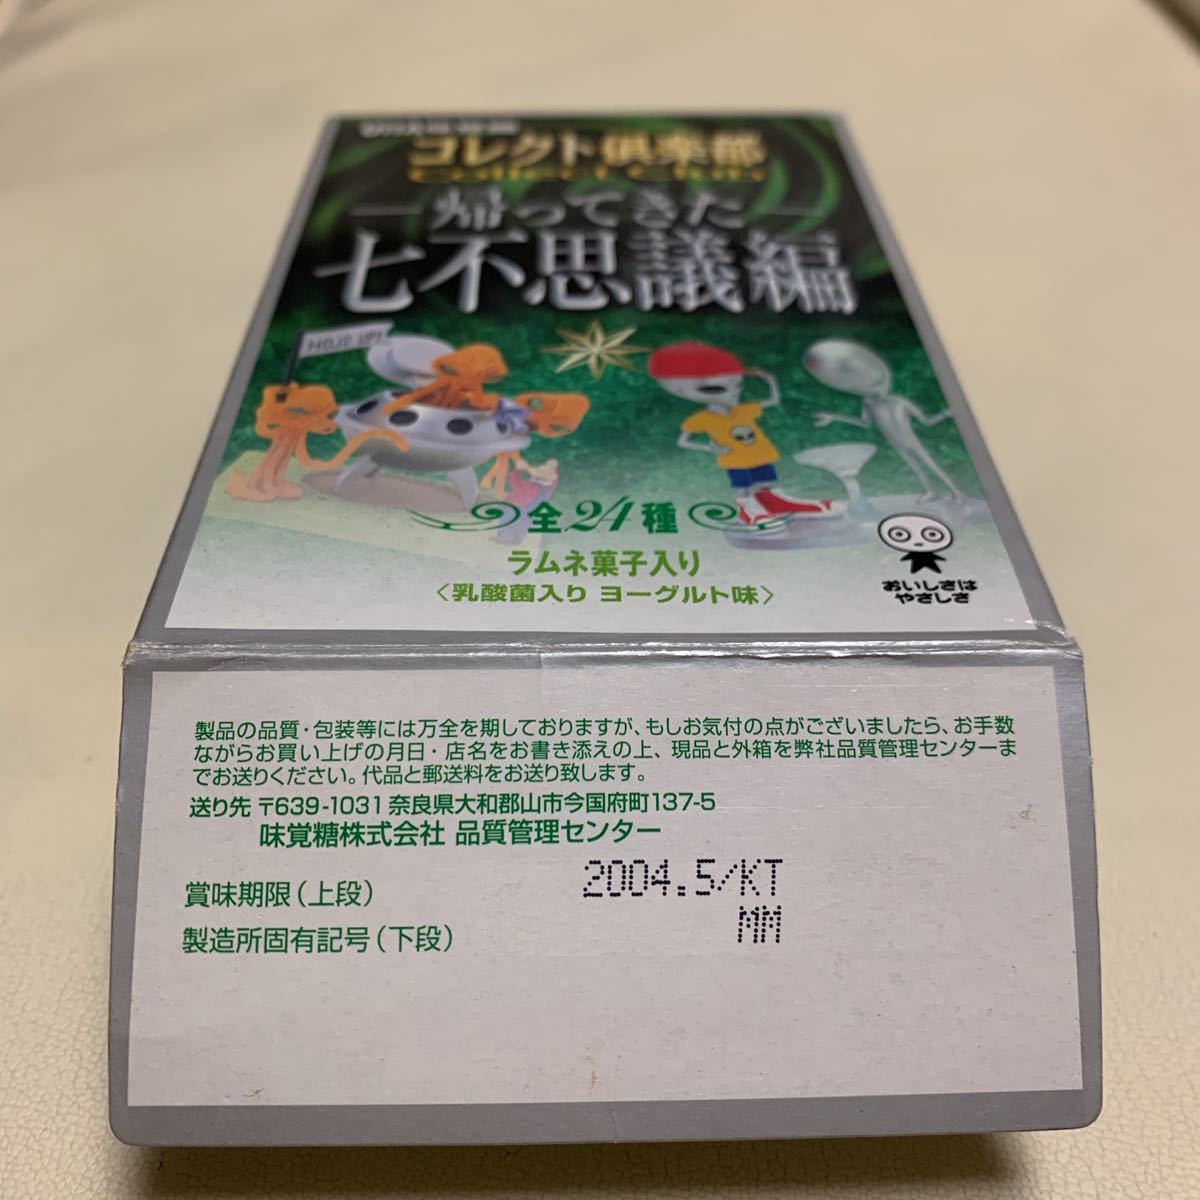 UHA味覚糖
コレクト倶楽部
Collect Club
帰ってきた
七不思議編
HOLD UP!
全24種
ラムネ菓子入り
〈乳酸菌入り ヨーグルト味〉
おいしさは
やさしさ
製品の品質・包装等には万全を期しておりますが、もしお気付の点がございましたら、お手数
ながらお買い上げの月日・店名をお書き添えの上、現品と外箱を弊社品質管理センターま
でお送りください。代品と郵送料をお送り致します。
送り先 〒639-1031 奈良県大和郡山市今国府町137-5
味覚糖株式会社 品質管理センター
賞味期限(上段)
2004.5/KT
製造所固有記号(下段)
MM